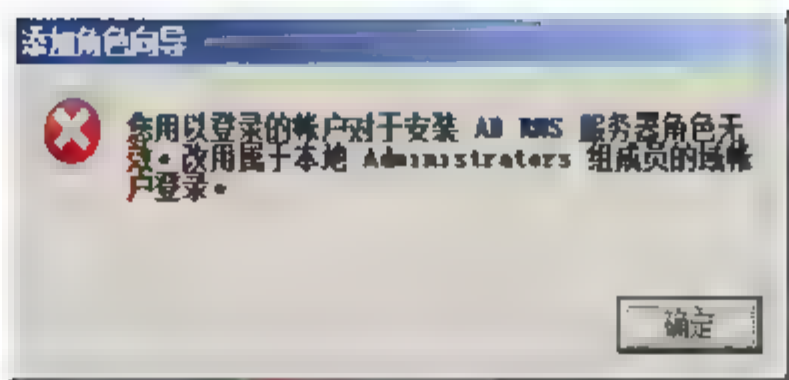 添加角色向导
您用以登录的帐户对于安装 AD RMS 服务器角色无
效。改用属于本地 Administrators 组成员的域帐
户登录。
确定